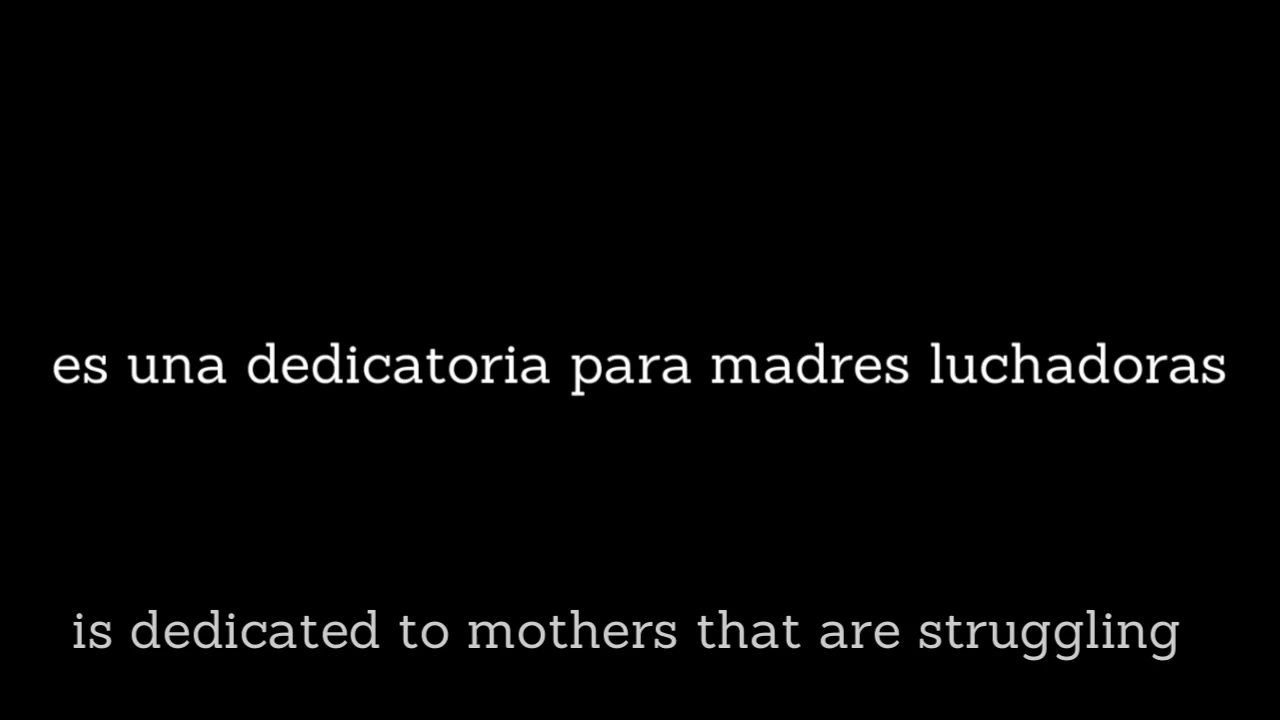 es una dedicatoria para madres luchadoras
is dedicated to mothers that are struggling